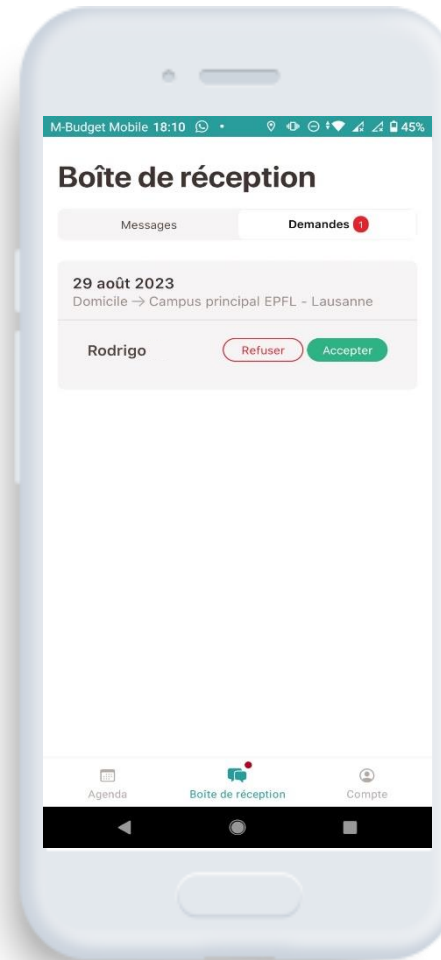 M-Budget Mobile 18:10 45%
Boîte de réception
Messages Demandes 1
29 août 2023
Domicile → Campus principal EPFL - Lausanne
Rodrigo Refuser Accepter
Agenda Boîte de réception Compte